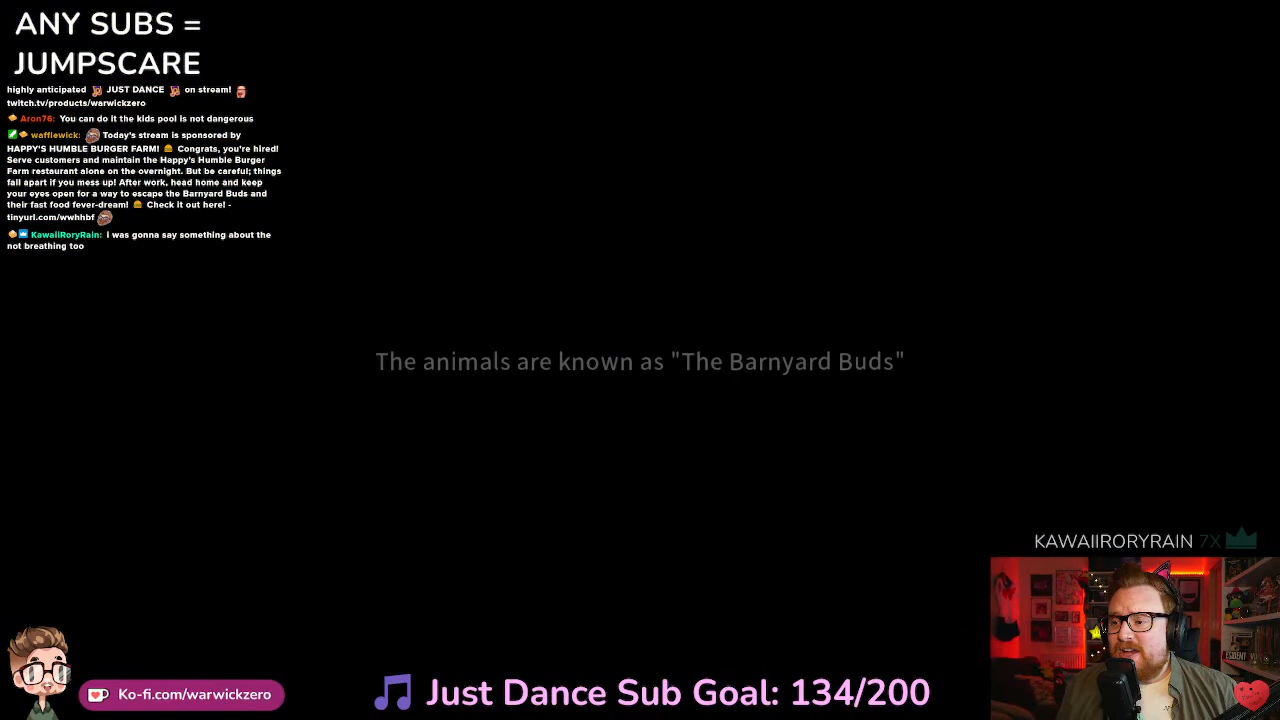 ANY SUBS =
JUMPSCARE
highly anticipated JUST DANCE on stream!
twitch.tv/products/warwickzero
Aron76: You can do it the kids pool is not dangerous
wafflewick: Today's stream is sponsored by
HAPPY'S HUMBLE BURGER FARM! Congrats, you're hired!
Serve customers and maintain the Happy's Humble Burger
Farm restaurant alone on the overnight. But be careful; things
fall apart if you mess up! After work, head home and keep
your eyes open for a way to escape the Barnyard Buds and
their fast food fever-dream! Check it out here! -
tinyurl.com/wwhhbf
KawaiiRoryRain: i was gonna say something about the
not breathing too
The animals are known as "The Barnyard Buds"
KAWAIIRORYRAIN 7X
Ko-fi.com/warwickzero
Just Dance Sub Goal: 134/200